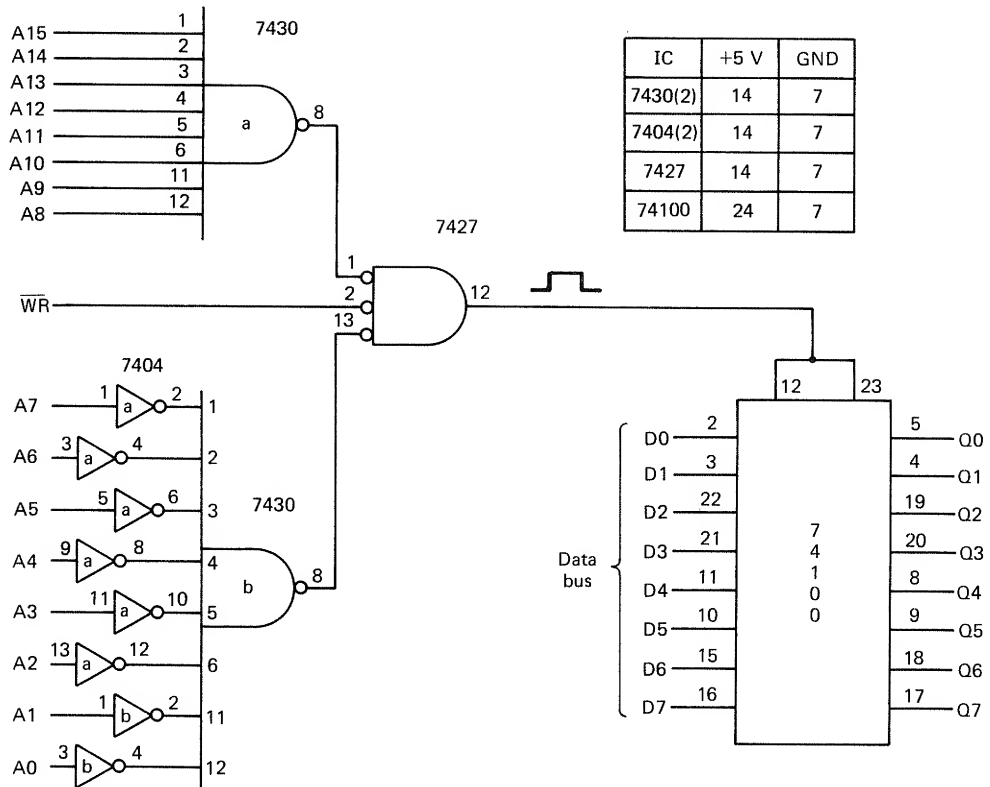 7430
A15 1
A14 2
A13 3
A12 4
A11 5
A10 6
A9 11
A8 12
a 8
IC +5 V GND
7430(2) 14 7
7404(2) 14 7
7427 14 7
74100 24 7
7427
1
W̅R̅ 2
13
12
7404
A7 1 a 2 1
A6 3 a 4 2
A5 5 a 6 3
7430
A4 9 a 8 4
A3 11 a 10 5
A2 13 a 12 6
A1 1 b 2 11
A0 3 b 4 12
b 8
12 23
Data
bus
D0 2 5 Q0
D1 3 4 Q1
D2 22 19 Q2
D3 21 20 Q3
D4 11 8 Q4
D5 10 9 Q5
D6 15 18 Q6
D7 16 17 Q7
7
4
1
0
0